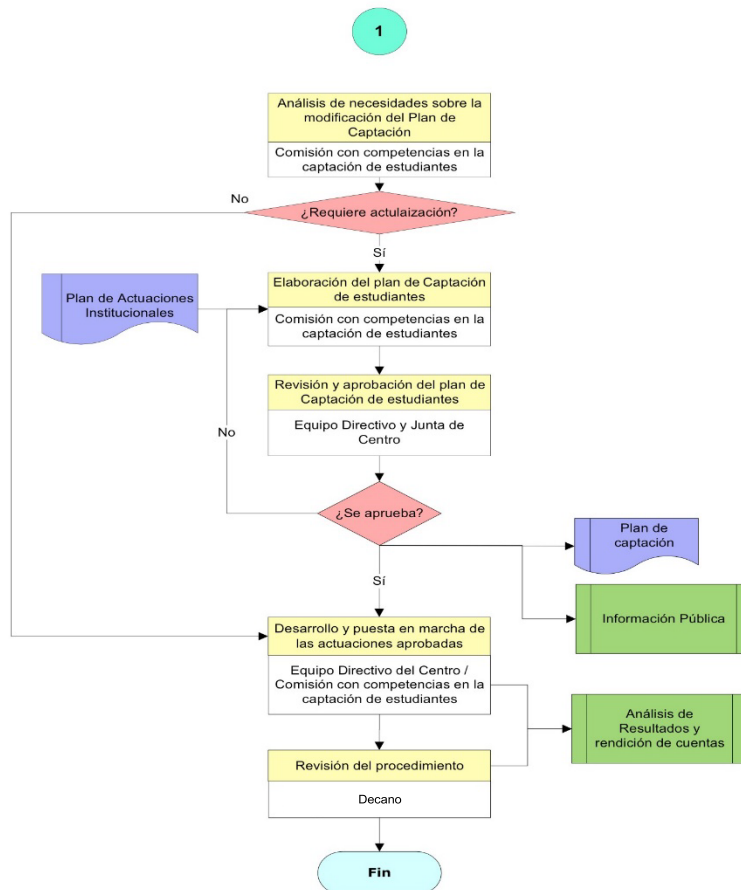 1
Análisis de necesidades sobre la
modificación del Plan de
Captación
Comisión con competencias en la
captación de estudiantes
No
¿Requiere actulaización?
Sí
Plan de Actuaciones
Institucionales
Elaboración del plan de Captación
de estudiantes
Comisión con competencias en la
captación de estudiantes
Revisión y aprobación del plan de
Captación de estudiantes
Equipo Directivo y Junta de
Centro
No
¿Se aprueba?
Plan de
captación
Sí
Información Pública
Desarrollo y puesta en marcha de
las actuaciones aprobadas
Equipo Directivo del Centro /
Comisión con competencias en la
captación de estudiantes
Análisis de
Resultados y
rendición de cuentas
Revisión del procedimiento
Decano
Fin